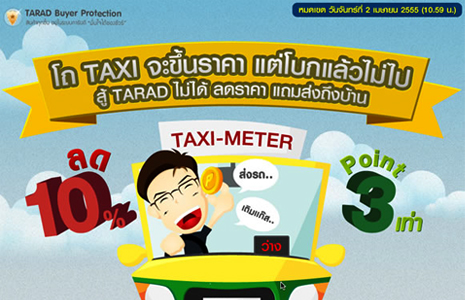 TARAD Buyer Protection
หมดเขต วันจันทร์ที่ 2 เมษายน 2555 (10.59 น.)
โถ TAXI จะขึ้นราคา แต่โบกแล้วไม่ไป
สู้ TARAD ไม่ได้ ลดราคา แถมส่งถึงบ้าน
TAXI-METER
ลด
10%
ส่งรถ..
เติมแก๊ส..
ว่าง
Point
3
เท่า